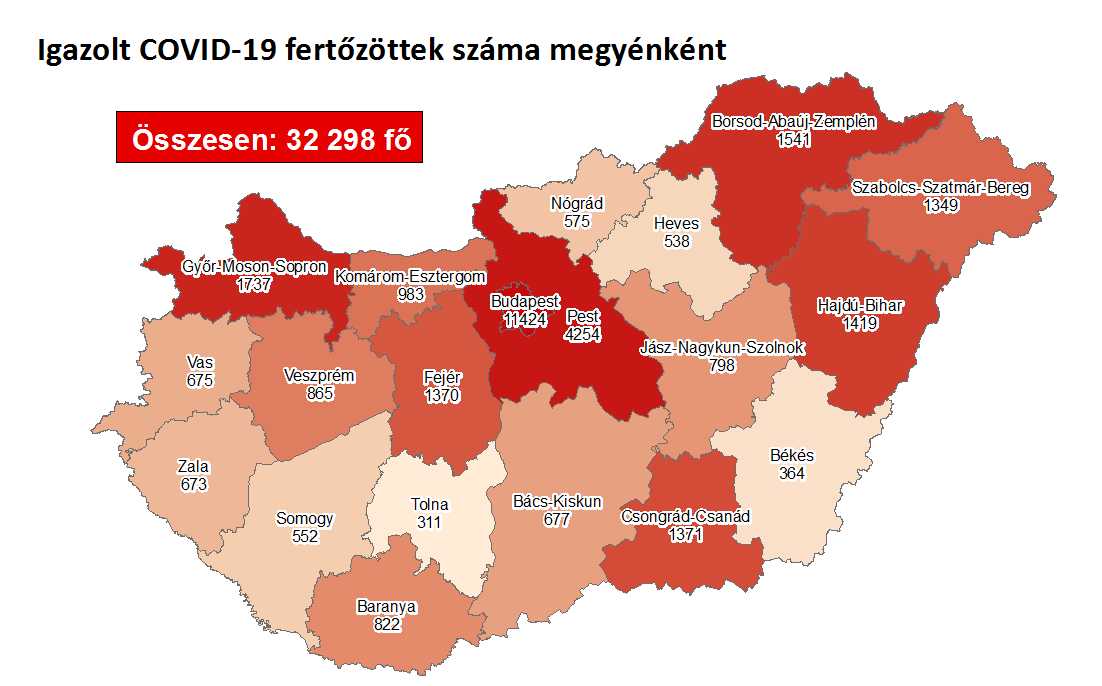 Igazolt COVID-19 fertőzöttek száma megyénként
Összesen: 32 298 fő
Borsod-Abaúj-Zemplén
1541
Szabolcs-Szatmár-Bereg
1349
Nógrád
575
Heves
538
Győr-Moson-Sopron
1737
Komárom-Esztergom
983
Budapest
11424
Pest
4254
Hajdú-Bihar
1419
Jász-Nagykun-Szolnok
798
Vas
675
Veszprém
865
Fejér
1370
Zala
673
Békés
364
Somogy
552
Tolna
311
Bács-Kiskun
677
Csongrád-Csanád
1371
Baranya
822